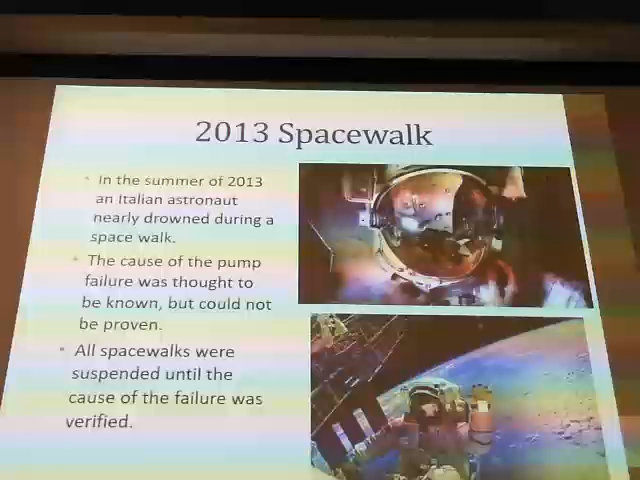 2013 Spacewalk
• In the summer of 2013
an Italian astronaut
nearly drowned during a
space walk.
• The cause of the pump
failure was thought to
be known, but could not
be proven.
• All spacewalks were
suspended until the
cause of the failure was
verified.